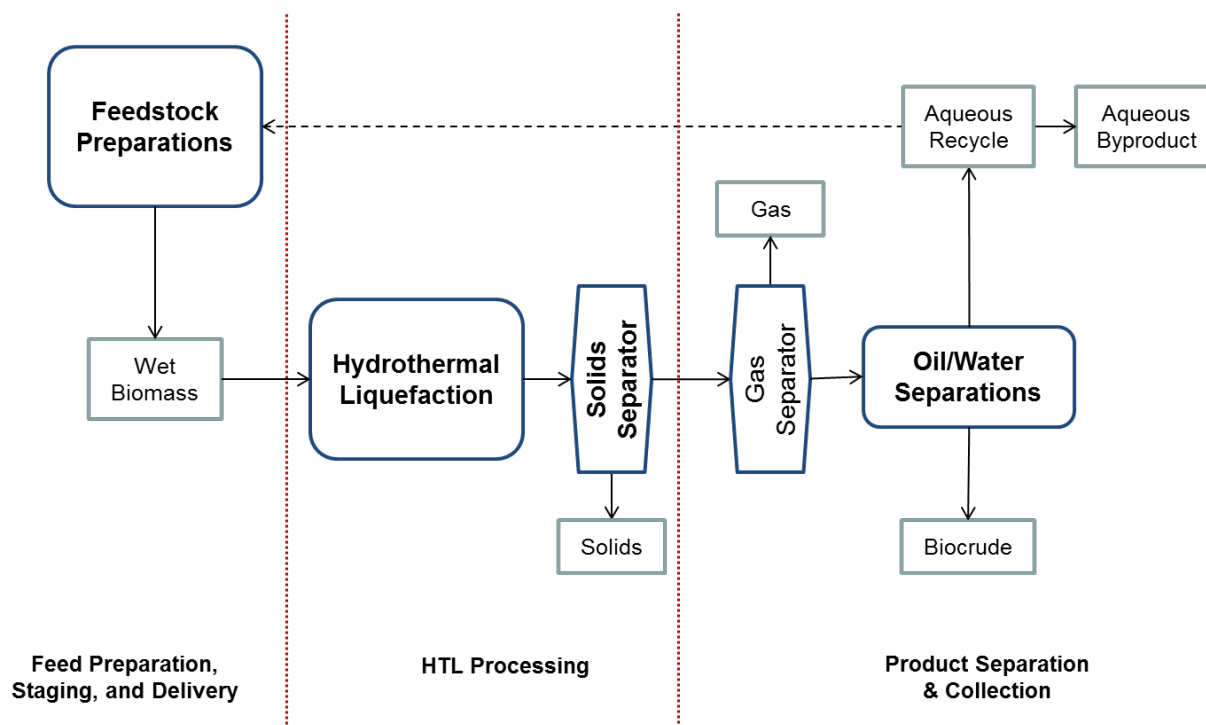 Feedstock
Preparations
Aqueous
Recycle
Aqueous
Byproduct
Gas
Wet
Biomass
Hydrothermal
Liquefaction
Solids
Separator
Gas
Separator
Oil/Water
Separations
Solids
Biocrude
Feed Preparation,
Staging, and Delivery
HTL Processing
Product Separation
& Collection